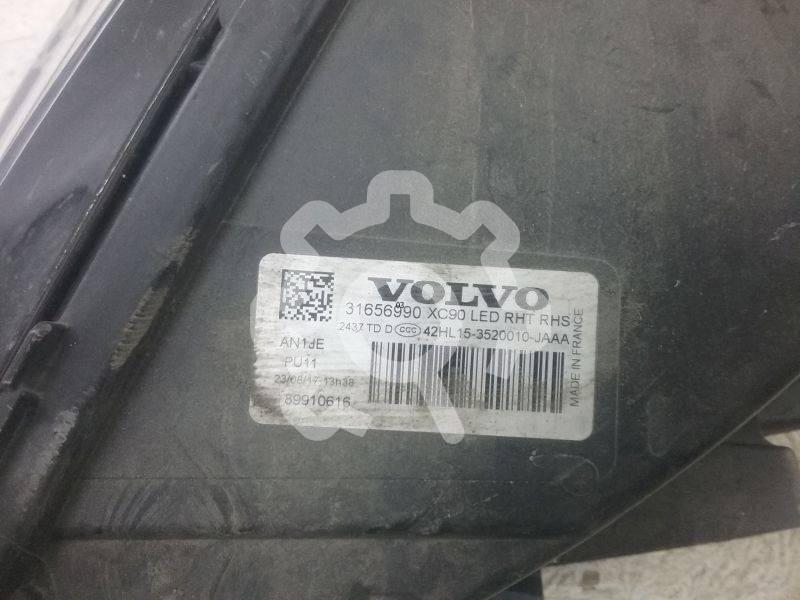 VOLVO
03
31656990 XC90 LED RHT RHS
2437 TD D CCC 42HL15-3520010-JAAA
AN1JE
PU11
23/06/17 13h38
89910616
MADE IN FRANCE